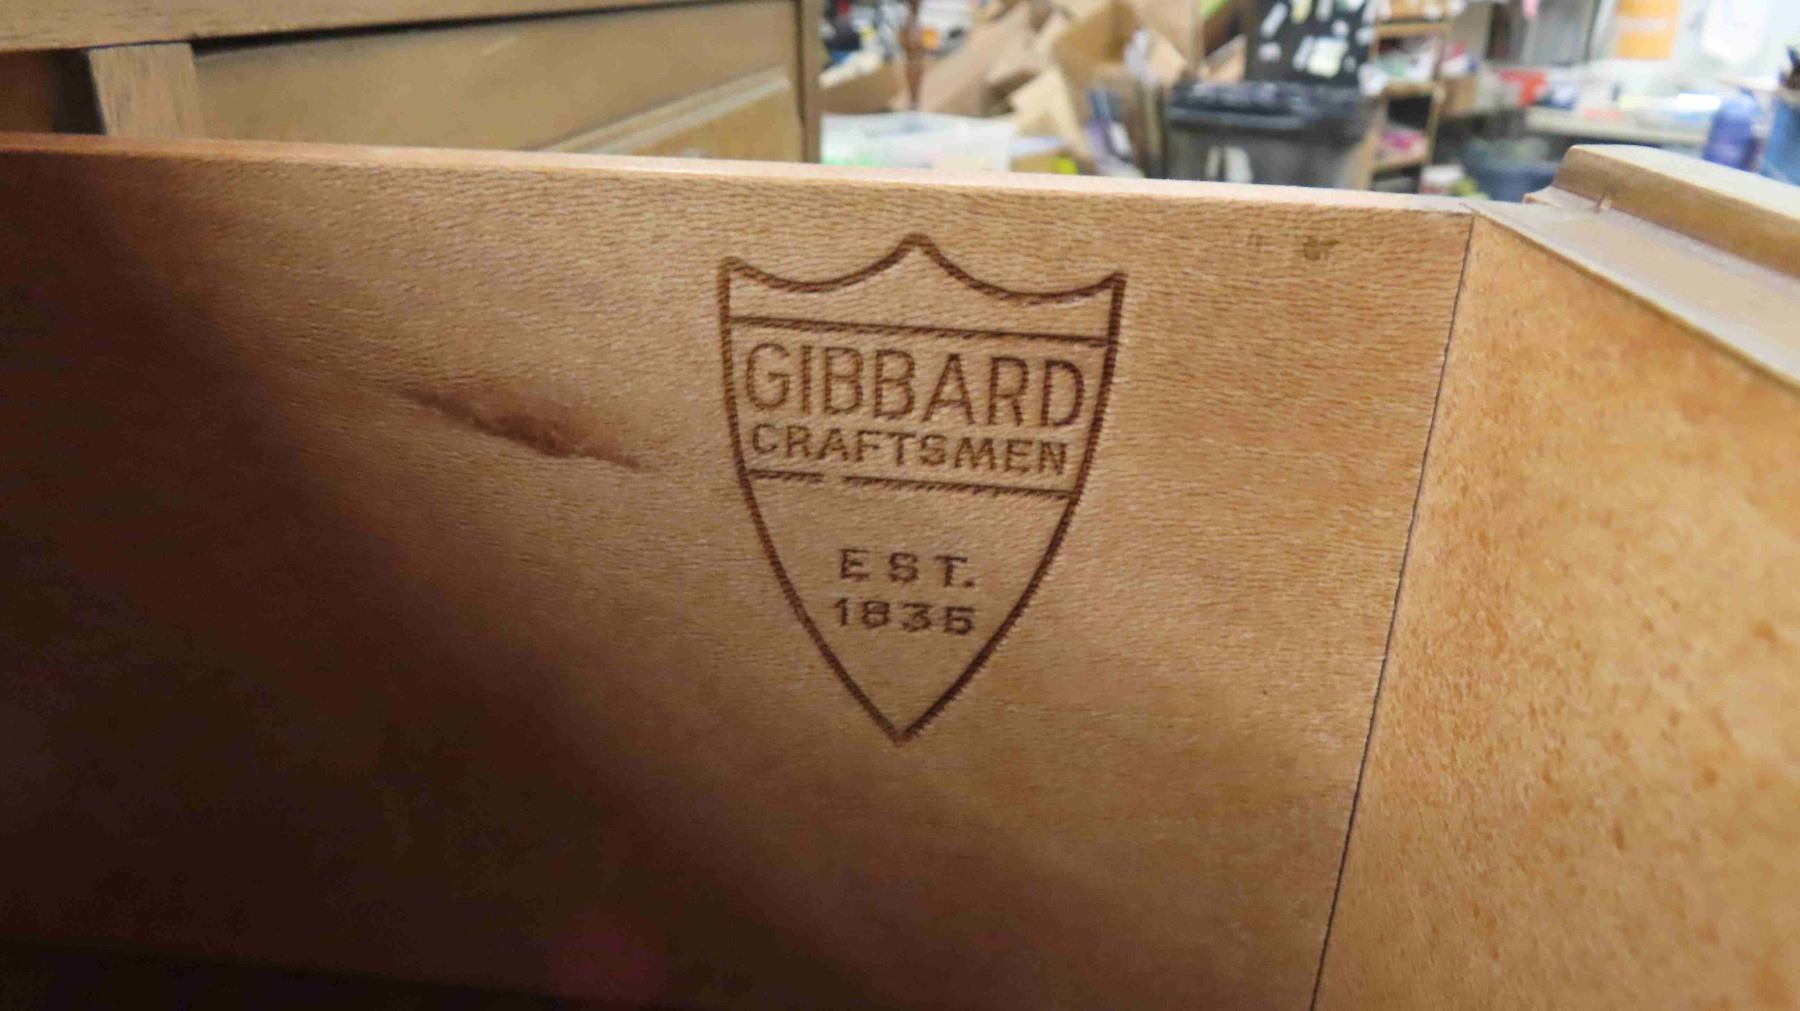 GIBBARD
CRAFTSMEN
EST.
1835